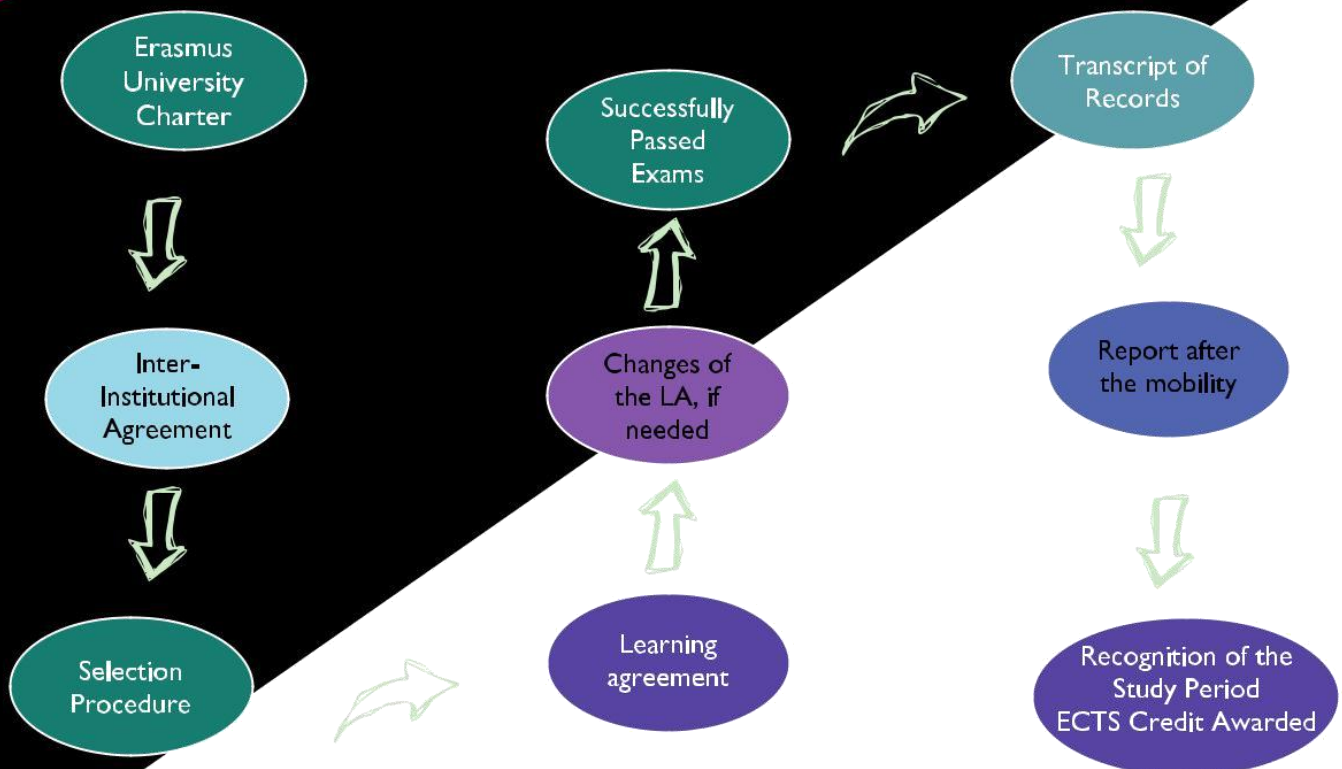 Erasmus
University
Charter
Inter-
Institutional
Agreement
Selection
Procedure
Learning
agreement
Changes of
the LA, if
needed
Successfully
Passed
Exams
Transcript of
Records
Report after
the mobility
Recognition of the
Study Period
ECTS Credit Awarded